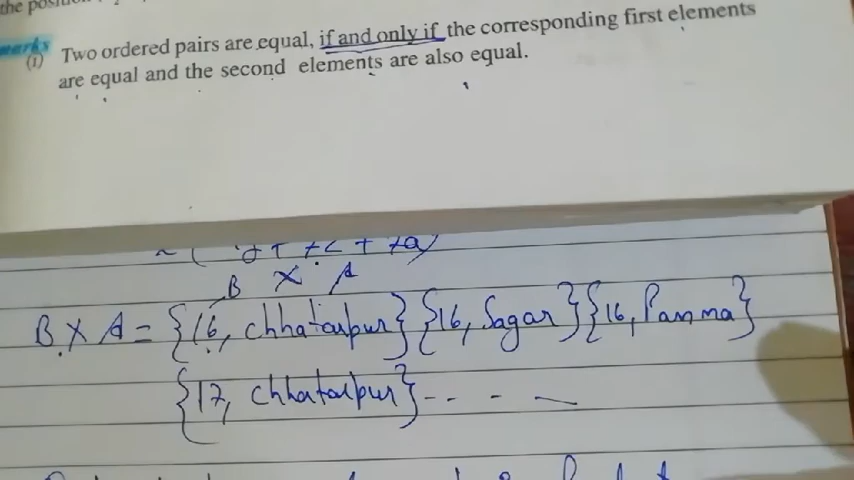 the
marks
(1) Two ordered pairs are equal, if and only if the corresponding first elements
are equal and the second elements are also equal.
B X A
B X A = {16, Chhatarpur} {16, Sagar} {16, Panna}
{17, Chhatarpur} - - - —